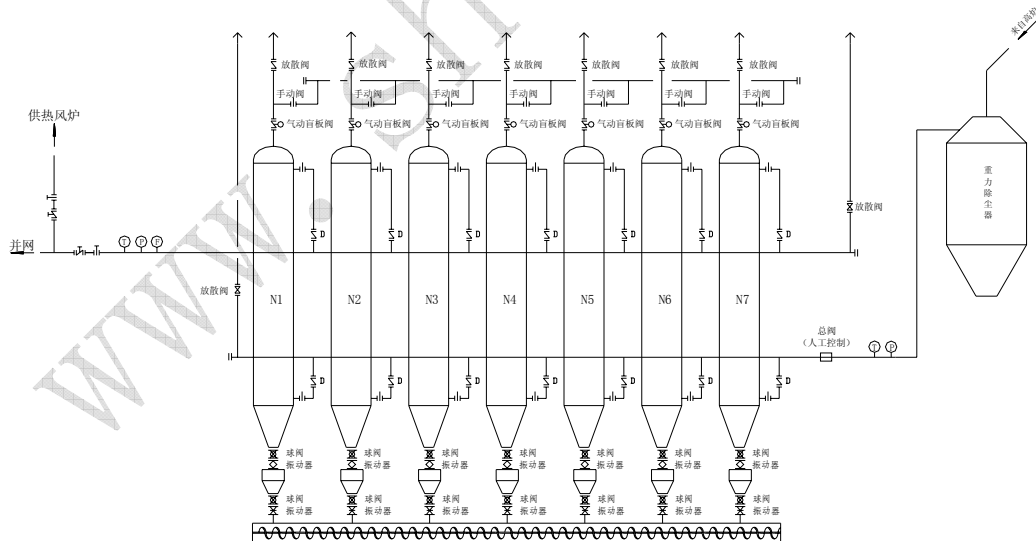 来自高炉
放散阀 放散阀 放散阀 放散阀 放散阀 放散阀 放散阀
手动阀 手动阀 手动阀 手动阀 手动阀 手动阀 手动阀
供热风炉
气动盲板阀 气动盲板阀 气动盲板阀 气动盲板阀 气动盲板阀 气动盲板阀 气动盲板阀
重力除尘器
放散阀
D D D D D D D
并网
T P F
放散阀
N1 N2 N3 N4 N5 N6 N7
总阀
(人工控制)
T P
D D D D D D D
球阀 球阀 球阀 球阀 球阀 球阀 球阀
振动器 振动器 振动器 振动器 振动器 振动器 振动器
球阀 球阀 球阀 球阀 球阀 球阀 球阀
振动器 振动器 振动器 振动器 振动器 振动器 振动器
www.sh